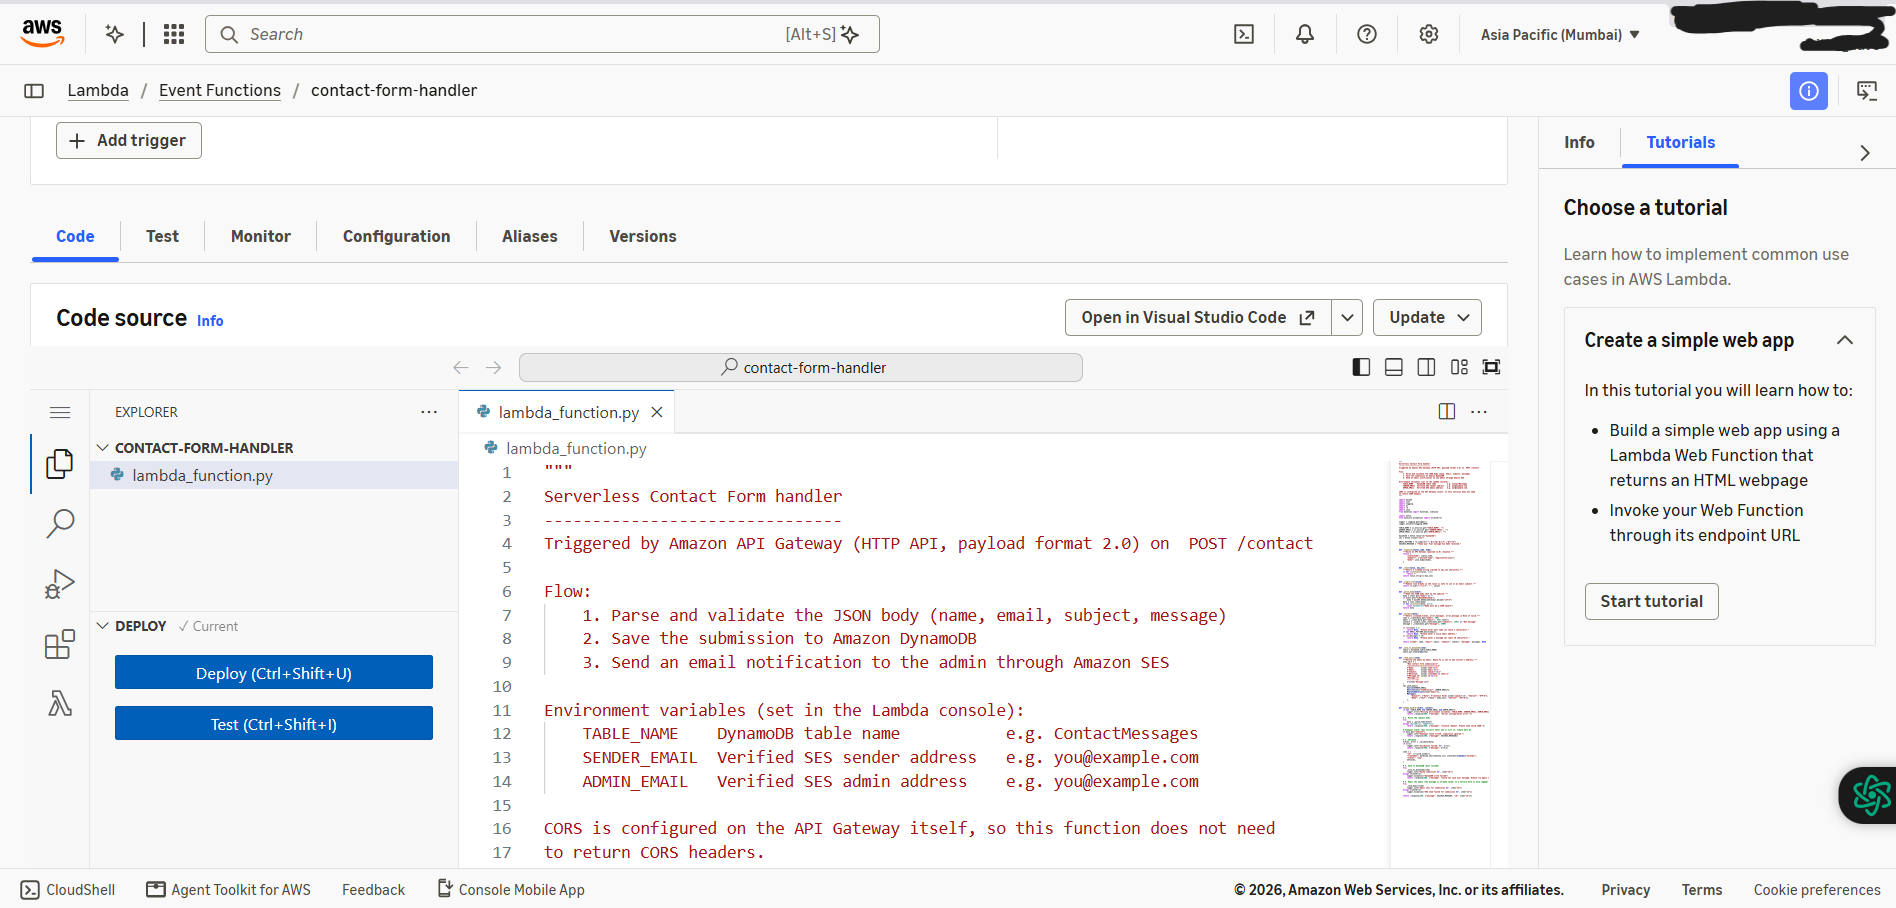 aws
Search
[Alt+S]
Asia Pacific (Mumbai)
Lambda / Event Functions / contact-form-handler
Add trigger
Info
Tutorials
Code
Test
Monitor
Configuration
Aliases
Versions
Choose a tutorial
Learn how to implement common use
cases in AWS Lambda.
Code source Info
Open in Visual Studio Code
Update
Create a simple web app
In this tutorial you will learn how to:
• Build a simple web app using a
Lambda Web Function that
returns an HTML webpage
• Invoke your Web Function
through its endpoint URL
Start tutorial
contact-form-handler
EXPLORER
CONTACT-FORM-HANDLER
lambda_function.py
DEPLOY ✓ Current
Deploy (Ctrl+Shift+U)
Test (Ctrl+Shift+I)
lambda_function.py
lambda_function.py
1 """
2 Serverless Contact Form handler
3 -------------------------------
4 Triggered by Amazon API Gateway (HTTP API, payload format 2.0) on  POST /contact
5
6 Flow:
7     1. Parse and validate the JSON body (name, email, subject, message)
8     2. Save the submission to Amazon DynamoDB
9     3. Send an email notification to the admin through Amazon SES
10
11 Environment variables (set in the Lambda console):
12     TABLE_NAME    DynamoDB table name           e.g. ContactMessages
13     SENDER_EMAIL  Verified SES sender address   e.g. you@example.com
14     ADMIN_EMAIL   Verified SES admin address    e.g. you@example.com
15
16 CORS is configured on the API Gateway itself, so this function does not need
17 to return CORS headers.
CloudShell
Agent Toolkit for AWS
Feedback
Console Mobile App
© 2026, Amazon Web Services, Inc. or its affiliates.
Privacy
Terms
Cookie preferences